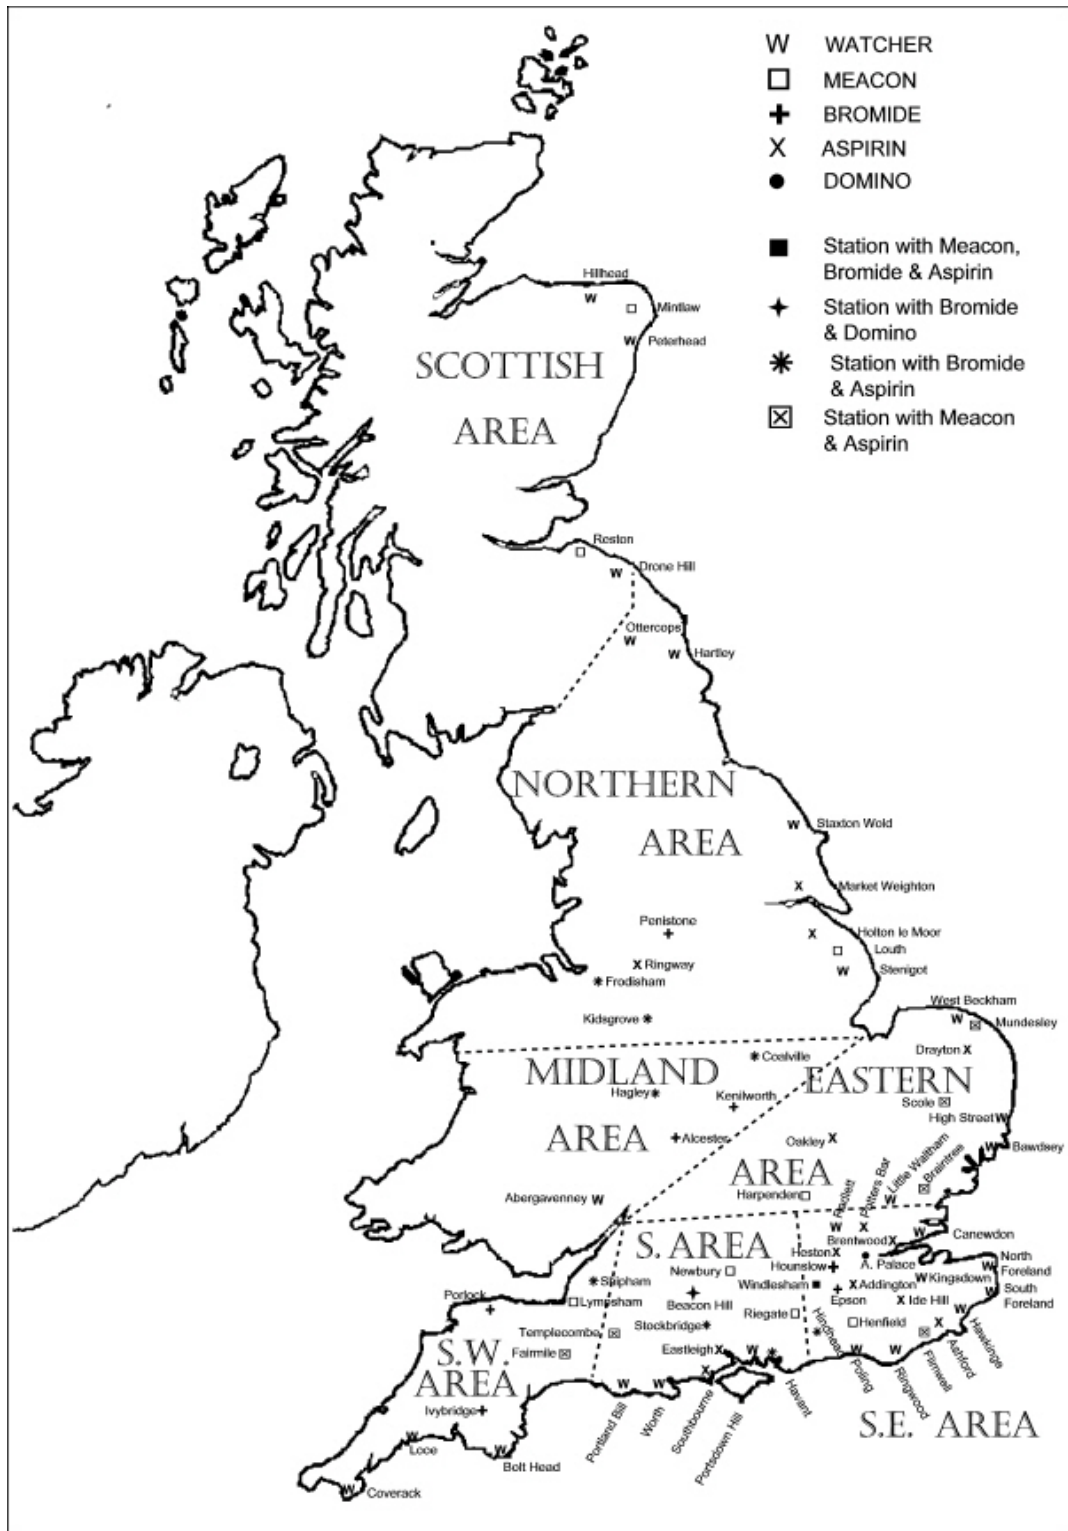 W WATCHER
MEACON
BROMIDE
X ASPIRIN
DOMINO
Station with Meacon,
Bromide & Aspirin
Station with Bromide
& Domino
Station with Bromide
& Aspirin
Station with Meacon
& Aspirin
Hillhead
W
Mintlaw
W Peterhead
SCOTTISH
AREA
Reston
W Drone Hill
Ottercops
W
W Hartley
NORTHERN
AREA
W Staxton Wold
X Market Weighton
Penistone
X Holton le Moor
Louth
X Ringway
W Stenigot
Frodisham
Kidsgrove
West Beckham
W Mundesley
Drayton X
Coalville
MIDLAND
EASTERN
Hagley
Kenilworth
Scole
High Street W
AREA
Alcester
Oakley X
W Bawdsey
AREA
Little Waltham
Braintree
Potters Bar
Radlett
Harpenden
Abergavenney W
W
W X
Brentwood X
W Canewdon
S. AREA
Heston X
A. Palace
North
Foreland
W
Hounslow
Newbury
Shipham
Windlesham
X Addington
W Kingsdown
South
Foreland
W
Epson
X Ide Hill
Porlock
Lympsham
Beacon Hill
Riegate
W
Templecombe
Stockbridge
Henfield
X
Hawkinge
Hindhead
Ashford
Flimwell
S.W.
AREA
Fairmile
Eastleigh X
W
W
W
Poling
Ringwood
X
Havant
Ivybridge
W
W
Portland Bill
Worth
Southbourne
Portsdown Hill
S.E. AREA
W
Looe
W
Bolt Head
W
Coverack